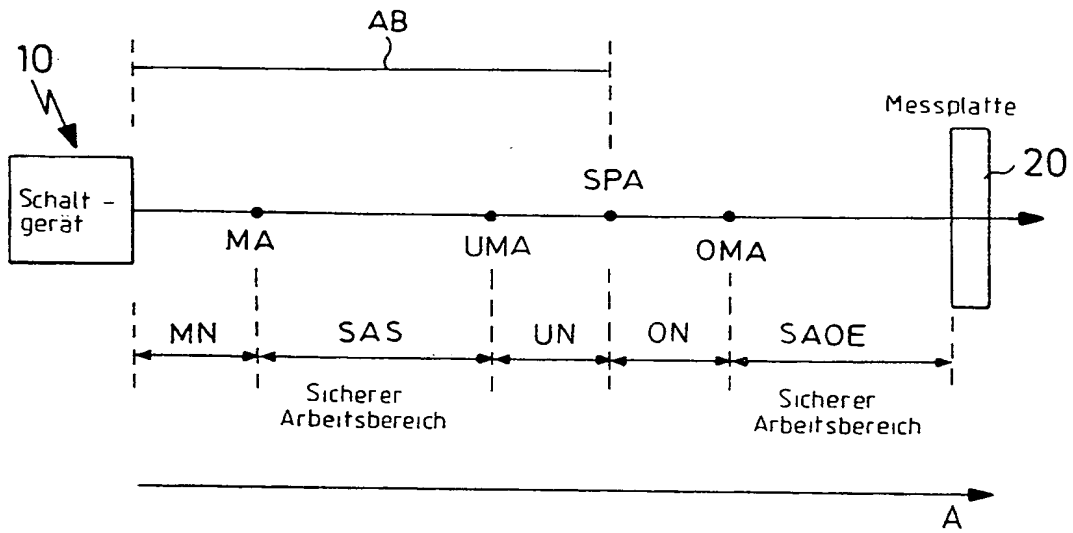 AB
10
Messplatte
20
Schalt-
gerät
SPA
MA
UMA
OMA
MN
SAS
UN
ON
SAOE
Sicherer
Arbeitsbereich
Sicherer
Arbeitsbereich
A